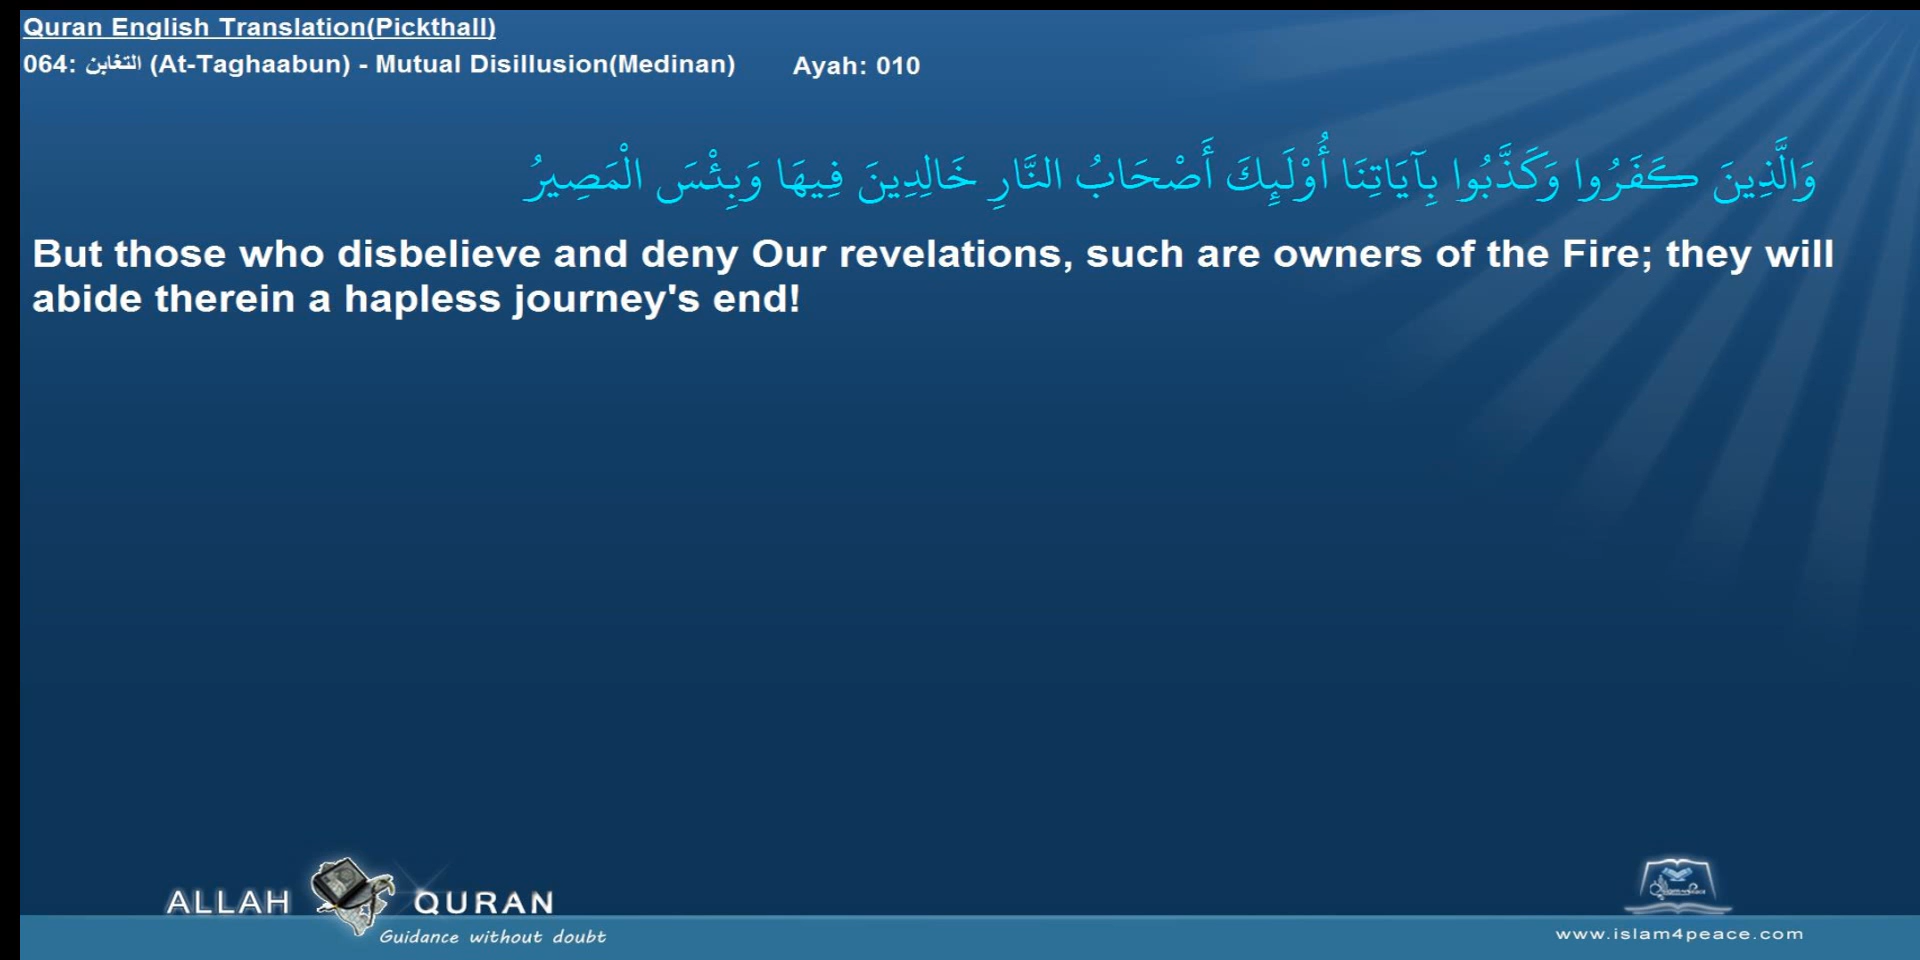 Quran English Translation(Pickthall)
064: التغابن (At-Taghaabun) - Mutual Disillusion(Medinan) Ayah: 010
وَالَّذِينَ كَفَرُوا وَكَذَّبُوا بِآيَاتِنَا أُوْلَئِكَ أَصْحَابُ النَّارِ خَالِدِينَ فِيهَا وَبِئْسَ الْمَصِيرُ
But those who disbelieve and deny Our revelations, such are owners of the Fire; they will
abide therein a hapless journey's end!
ALLAH QURAN
Guidance without doubt
www.islam4peace.com